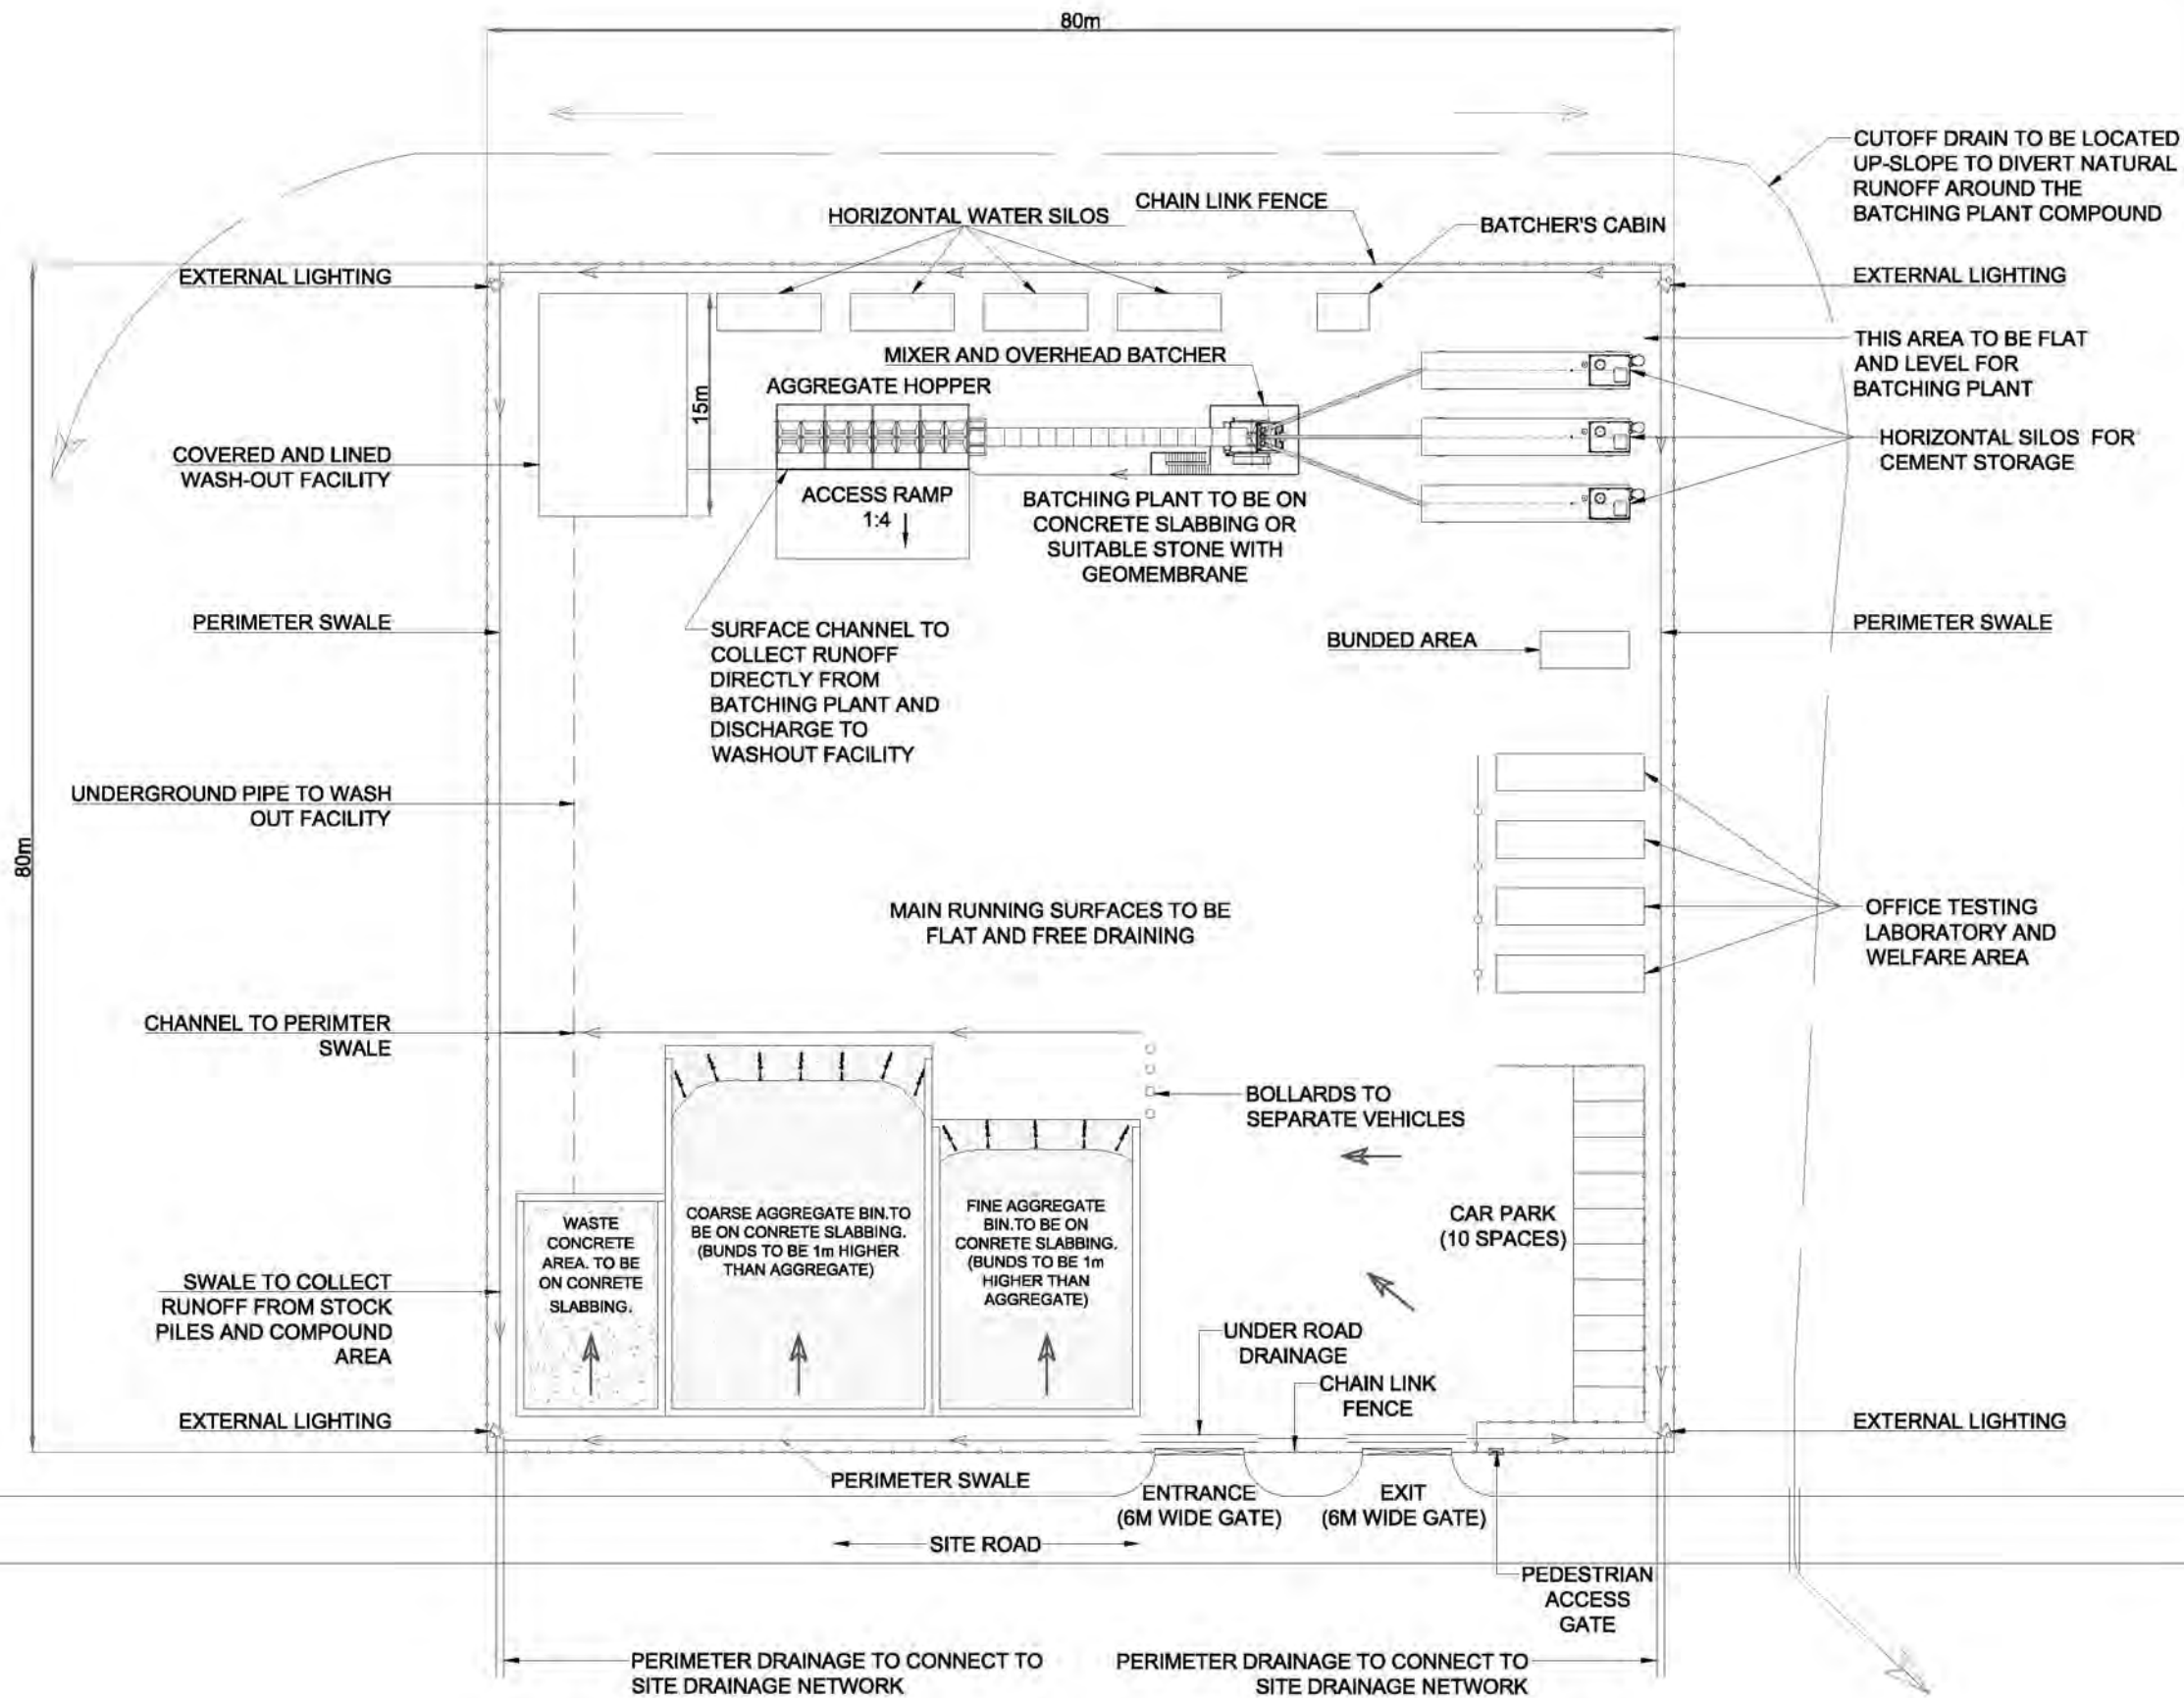 80m
CUTOFF DRAIN TO BE LOCATED
UP-SLOPE TO DIVERT NATURAL
RUNOFF AROUND THE
BATCHING PLANT COMPOUND
HORIZONTAL WATER SILOS
CHAIN LINK FENCE
BATCHER'S CABIN
EXTERNAL LIGHTING
EXTERNAL LIGHTING
THIS AREA TO BE FLAT
AND LEVEL FOR
BATCHING PLANT
MIXER AND OVERHEAD BATCHER
AGGREGATE HOPPER
15m
COVERED AND LINED
WASH-OUT FACILITY
HORIZONTAL SILOS FOR
CEMENT STORAGE
ACCESS RAMP
1:4
BATCHING PLANT TO BE ON
CONCRETE SLABBING OR
SUITABLE STONE WITH
GEOMEMBRANE
PERIMETER SWALE
SURFACE CHANNEL TO
COLLECT RUNOFF
DIRECTLY FROM
BATCHING PLANT AND
DISCHARGE TO
WASHOUT FACILITY
BUNDED AREA
PERIMETER SWALE
UNDERGROUND PIPE TO WASH
OUT FACILITY
80m
MAIN RUNNING SURFACES TO BE
FLAT AND FREE DRAINING
OFFICE TESTING
LABORATORY AND
WELFARE AREA
CHANNEL TO PERIMTER
SWALE
BOLLARDS TO
SEPARATE VEHICLES
WASTE
CONCRETE
AREA. TO BE
ON CONRETE
SLABBING.
COARSE AGGREGATE BIN.TO
BE ON CONRETE SLABBING.
(BUNDS TO BE 1m HIGHER
THAN AGGREGATE)
FINE AGGREGATE
BIN.TO BE ON
CONRETE SLABBING.
(BUNDS TO BE 1m
HIGHER THAN
AGGREGATE)
CAR PARK
(10 SPACES)
SWALE TO COLLECT
RUNOFF FROM STOCK
PILES AND COMPOUND
AREA
UNDER ROAD
DRAINAGE
CHAIN LINK
FENCE
EXTERNAL LIGHTING
EXTERNAL LIGHTING
PERIMETER SWALE
ENTRANCE
(6M WIDE GATE)
EXIT
(6M WIDE GATE)
SITE ROAD
PEDESTRIAN
ACCESS
GATE
PERIMETER DRAINAGE TO CONNECT TO
SITE DRAINAGE NETWORK
PERIMETER DRAINAGE TO CONNECT TO
SITE DRAINAGE NETWORK